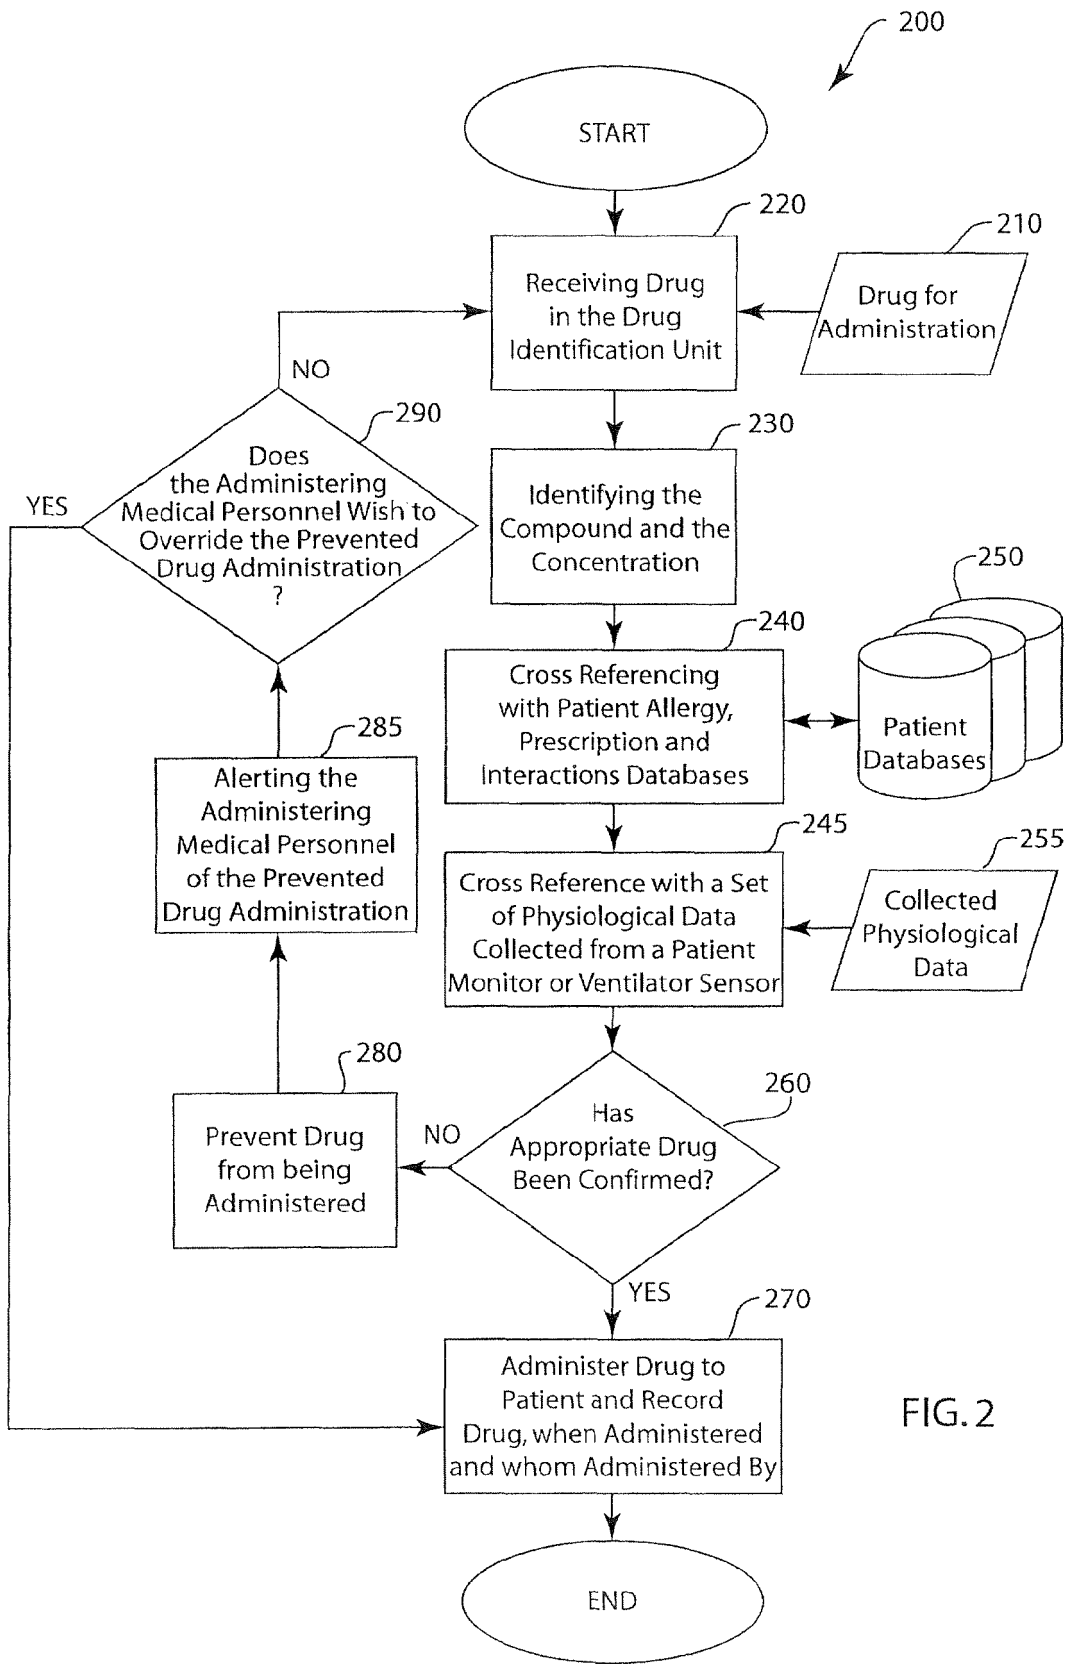 200
START
220
210
Receiving Drug
in the Drug
Identification Unit
Drug for
Administration
NO
290
230
Does
the Administering
Medical Personnel Wish to
Override the Prevented
Drug Administration
?
YES
Identifying the
Compound and the
Concentration
250
240
Cross Referencing
with Patient Allergy,
Prescription and
Interactions Databases
Patient
Databases
285
Alerting the
Administering
Medical Personnel
of the Prevented
Drug Administration
245
255
Cross Reference with a Set
of Physiological Data
Collected from a Patient
Monitor or Ventilator Sensor
Collected
Physiological
Data
280
260
Prevent Drug
from being
Administered
NO
Has
Appropriate Drug
Been Confirmed?
YES
270
Administer Drug to
Patient and Record
Drug, when Administered
and whom Administered By
FIG. 2
END